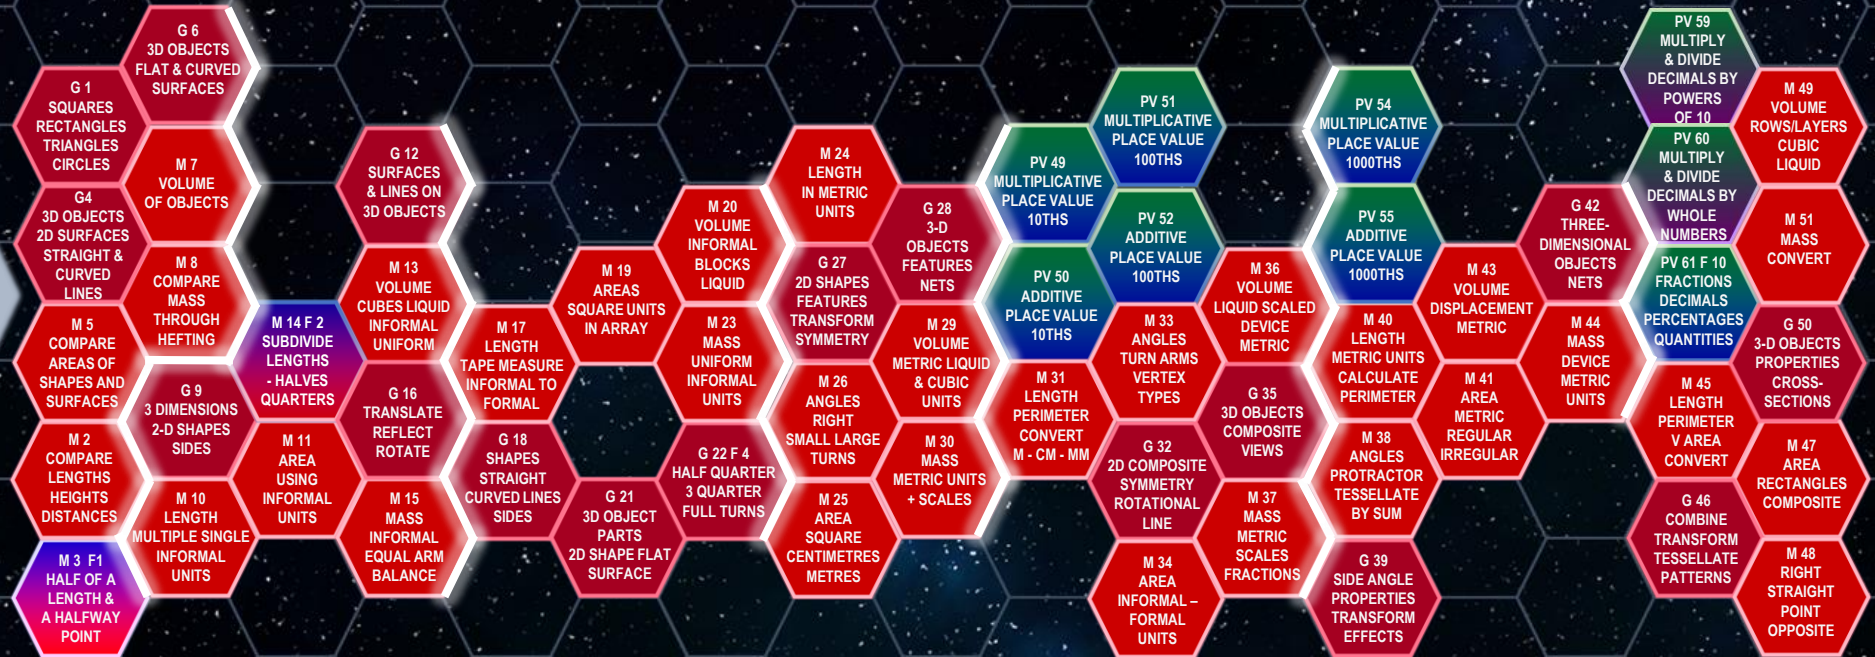 G 6
3D OBJECTS
FLAT & CURVED
SURFACES
G 1
SQUARES
RECTANGLES
TRIANGLES
CIRCLES
M 7
VOLUME
OF OBJECTS
G4
3D OBJECTS
2D SURFACES
STRAIGHT &
CURVED
LINES
M 8
COMPARE
MASS
THROUGH
HEFTING
M 5
COMPARE
AREAS OF
SHAPES AND
SURFACES
G 9
3 DIMENSIONS
2-D SHAPES
SIDES
M 2
COMPARE
LENGTHS
HEIGHTS
DISTANCES
M 10
LENGTH
MULTIPLE SINGLE
INFORMAL
UNITS
M 3 F1
HALF OF A
LENGTH &
A HALFWAY
POINT
M 14 F 2
SUBDIVIDE
LENGTHS
- HALVES
QUARTERS
M 11
AREA
USING
INFORMAL
UNITS
G 12
SURFACES
& LINES ON
3D OBJECTS
M 13
VOLUME
CUBES LIQUID
INFORMAL
UNIFORM
G 16
TRANSLATE
REFLECT
ROTATE
M 15
MASS
INFORMAL
EQUAL ARM
BALANCE
M 17
LENGTH
TAPE MEASURE
INFORMAL TO
FORMAL
G 18
SHAPES
STRAIGHT
CURVED LINES
SIDES
M 19
AREAS
SQUARE UNITS
IN ARRAY
G 21
3D OBJECT
PARTS
2D SHAPE FLAT
SURFACE
M 20
VOLUME
INFORMAL
BLOCKS
LIQUID
M 23
MASS
UNIFORM
INFORMAL
UNITS
G 22 F 4
HALF QUARTER
3 QUARTER
FULL TURNS
M 24
LENGTH
IN METRIC
UNITS
G 27
2D SHAPES
FEATURES
TRANSFORM
SYMMETRY
M 26
ANGLES
RIGHT
SMALL LARGE
TURNS
M 25
AREA
SQUARE
CENTIMETRES
METRES
G 28
3-D
OBJECTS
FEATURES
NETS
M 29
VOLUME
METRIC LIQUID
& CUBIC
UNITS
M 30
MASS
METRIC UNITS
+ SCALES
PV 49
MULTIPLICATIVE
PLACE VALUE
10THS
PV 50
ADDITIVE
PLACE VALUE
10THS
M 31
LENGTH
PERIMETER
CONVERT
M - CM - MM
PV 51
MULTIPLICATIVE
PLACE VALUE
100THS
PV 52
ADDITIVE
PLACE VALUE
100THS
M 33
ANGLES
TURN ARMS
VERTEX
TYPES
G 32
2D COMPOSITE
SYMMETRY
ROTATIONAL
LINE
M 34
AREA
INFORMAL –
FORMAL
UNITS
M 36
VOLUME
LIQUID SCALED
DEVICE
METRIC
G 35
3D OBJECTS
COMPOSITE
VIEWS
M 37
MASS
METRIC
SCALES
FRACTIONS
PV 54
MULTIPLICATIVE
PLACE VALUE
1000THS
PV 55
ADDITIVE
PLACE VALUE
1000THS
M 40
LENGTH
METRIC UNITS
CALCULATE
PERIMETER
M 38
ANGLES
PROTRACTOR
TESSELLATE
BY SUM
G 39
SIDE ANGLE
PROPERTIES
TRANSFORM
EFFECTS
M 43
VOLUME
DISPLACEMENT
METRIC
M 41
AREA
METRIC
REGULAR
IRREGULAR
G 42
THREE-
DIMENSIONAL
OBJECTS
NETS
M 44
MASS
DEVICE
METRIC
UNITS
PV 59
MULTIPLY
& DIVIDE
DECIMALS BY
POWERS
OF 10
PV 60
MULTIPLY
& DIVIDE
DECIMALS BY
WHOLE
NUMBERS
PV 61 F 10
FRACTIONS
DECIMALS
PERCENTAGES
QUANTITIES
M 45
LENGTH
PERIMETER
V AREA
CONVERT
G 46
COMBINE
TRANSFORM
TESSELLATE
PATTERNS
M 49
VOLUME
ROWS/LAYERS
CUBIC
LIQUID
M 51
MASS
CONVERT
G 50
3-D OBJECTS
PROPERTIES
CROSS-
SECTIONS
M 47
AREA
RECTANGLES
COMPOSITE
M 48
RIGHT
STRAIGHT
POINT
OPPOSITE